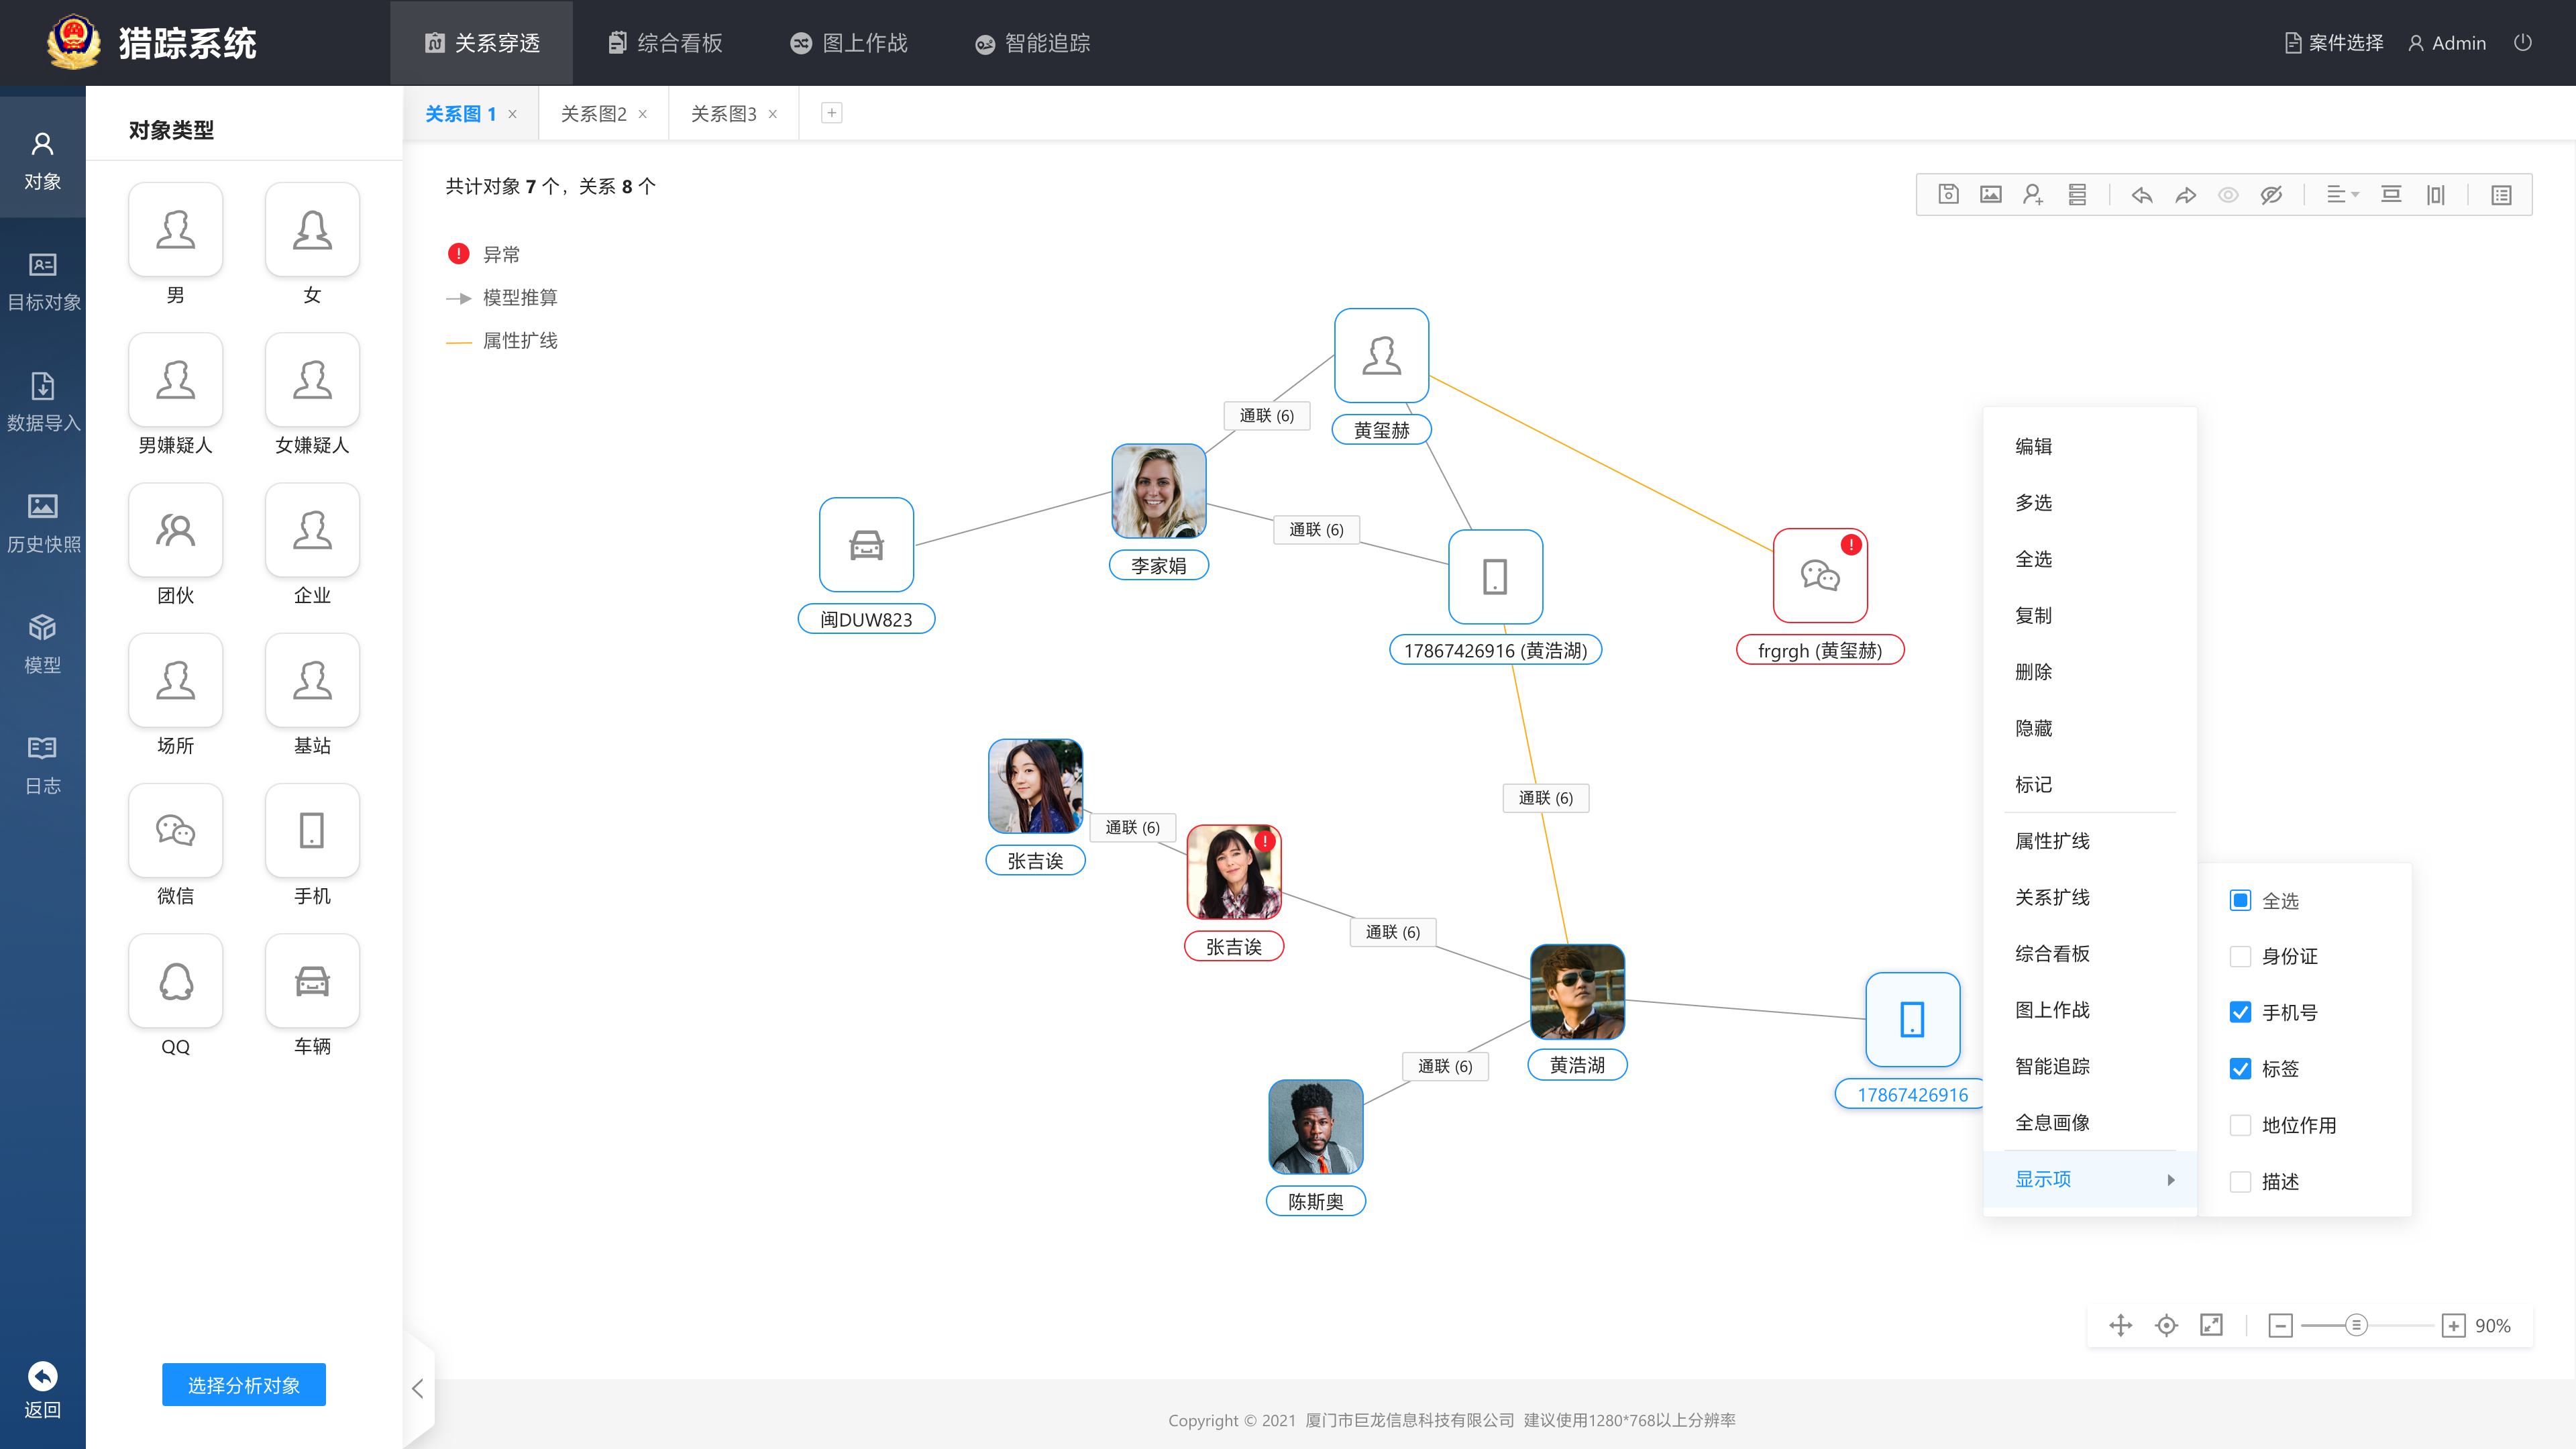 猎踪系统
关系穿透
综合看板
图上作战
智能追踪
案件选择
Admin
对象
目标对象
数据导入
历史快照
模型
日志
返回
对象类型
男
女
男嫌疑人
女嫌疑人
团伙
企业
场所
基站
微信
手机
QQ
车辆
选择分析对象
关系图 1
关系图2
关系图3
共计对象 7 个，关系 8 个
异常
模型推算
属性扩线
黄玺赫
通联 (6)
李家娟
通联 (6)
闽DUW823
17867426916 (黄浩湖)
frgrgh (黄玺赫)
通联 (6)
张吉诶
通联 (6)
张吉诶
通联 (6)
黄浩湖
通联 (6)
陈斯奥
17867426916
编辑
多选
全选
复制
删除
隐藏
标记
属性扩线
关系扩线
综合看板
图上作战
智能追踪
全息画像
显示项
全选
身份证
手机号
标签
地位作用
描述
90%
Copyright © 2021 厦门市巨龙信息科技有限公司 建议使用1280*768以上分辨率